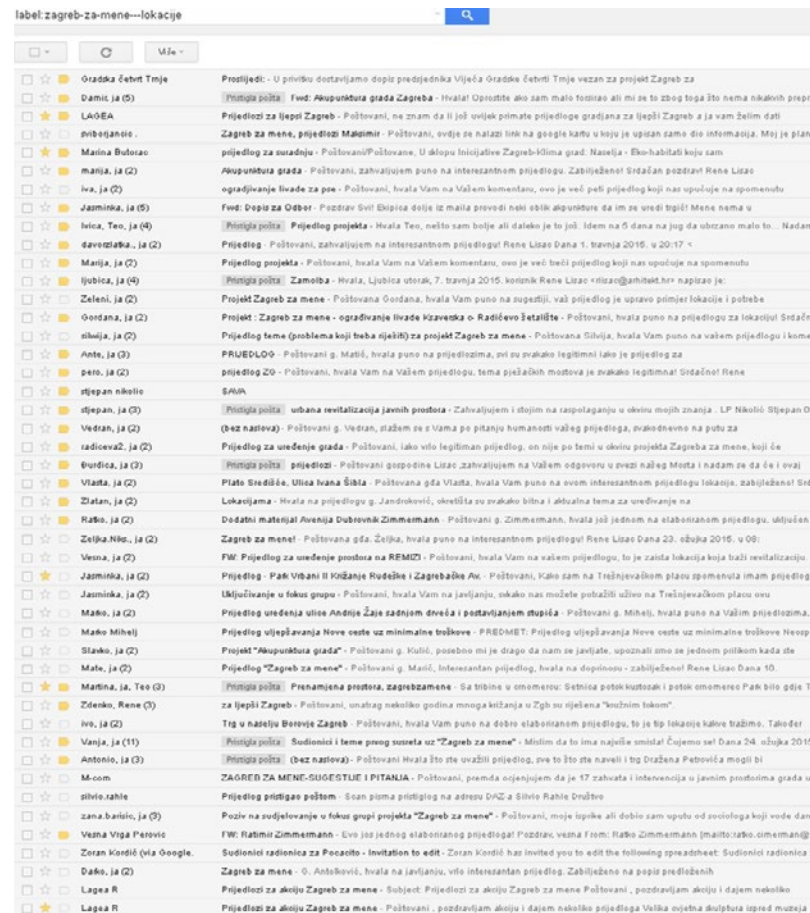 label:zagreb-za-mene---lokacije
Više
Gradska četvrt Trnje Proslijedi: - U privitku dostavljamo dopis predsjednika Vijeća Gradske četvrti Trnje vezan za projekt Zagreb za
Damir, ja (5) Pristigla pošta Fwd: Akupunktura grada Zagreba - Hvala! Oprostite ako sam malo forsirao ali mi se to zbog toga što nema nikakvih prepr
LAGEA Prijedlozi za ljepši Zagreb - Poštovani, ne znam da li još uvijek primate prijedloge gradjana za ljepši Zagreb a ja vam želim dati
sviborjancic . Zagreb za mene, prijedlozi Maksimir - Poštovani, ovdje se nalazi link na google kartu u koju je upisan samo dio informacija. Moj je plan
Marina Butorac prijedlog za suradnju - Poštovani/Poštovane, U sklopu Inicijative Zagreb-Klima grad: Naselja - Eko-habitati koju sam
marija, ja (2) Akupunktura grada - Poštovani, zahvaljujem puno na interesantnom prijedlogu. Zabilježeno! Srdačan pozdrav! Rene Lisac
iva, ja (2) ogradjivanje livade za pse - Poštovani, hvala Vam na Vašem komentaru, ovo je već peti prijedlog koji nas upućuje na spomenutu
Jasminka, ja (5) Fwd: Dopis za Odbor - Pozdrav Svi! Ekipica dolje iz maila provodi neki oblik akpunkture da im se uredi trgić! Mene nema u
Ivica, Teo, ja (4) Pristigla pošta Prijedlog projekta - Hvala Teo, nešto sam bolje ali daleko je to još. Idem na 5 dana na jug da ubrzano malo to... Nadam
davorzlatka., ja (2) Prijedlog - Poštovani, zahvaljujem na interesantnom prijedlogu! Rene Lisac Dana 1. travnja 2015. u 20:17 <
Marija, ja (2) Prijedlog projekta - Poštovani, hvala Vam na Vašem komentaru, ovo je već treći prijedlog koji nas upućuje na spomenutu
ljubica, ja (4) Pristigla pošta Zamolba - Hvala, Ljubica utorak, 7. travnja 2015. korisnik Rene Lisac <rlisac@arhitekt.hr> napisao je:
Zeleni, ja (2) Projekt Zagreb za mene - Poštovana Gordana, hvala Vam puno na sugestiji, vaš prijedlog je upravo primjer lokacije i potrebe
Gordana, ja (2) Projekt : Zagreb za mene - ograđivanje livade Ksaverska c- Radićevo šetalište - Poštovani, hvala puno na prijedlogu za lokaciju! Srdačn
silwija, ja (2) Prijedlog teme (problema koji treba riješiti) za projekt Zagreb za mene - Poštovana Silvija, hvala Vam puno na vašem prijedlogu i kome
Ante, ja (3) PRIJEDLOG - Poštovani g. Matić, hvala puno na prijedlozima, svi su svakako legitimni iako je prijedlog za
pero, ja (2) prijedlog ZG - Poštovani, hvala Vam na Vašem prijedlogu, tema pješačkih mostova je svakako legitimna! Srdačno! Rene
stjepan nikolic SAVA
stjepan, ja (3) Pristigla pošta urbana revitalizacija javnih prostora - Zahvaljujem i stojim na raspolaganju u okviru mojih znanja . LP Nikolić Stjepan O
Vedran, ja (2) (bez naslova) - Poštovani g. Vedran, slažem se s Vama po pitanju humanosti vašeg prijedloga, svakodnevno na putu za
radiceva2, ja (2) Prijedlog za uređenje grada - Poštovani, iako vrlo legitiman prijedlog, on nije po temi u okviru projekta Zagreba za mene, koji će
Đurđica, ja (3) Pristigla pošta prijedlozi - Poštovani gospodine Lisac ,zahvaljujem na Vašem odgovoru u svezi našeg Mosta i nadam se da će i ovaj
Vlasta, ja (2) Plato Središće, Ulica Ivana Šibla - Poštovana gđa Vlasta, hvala Vam puno na ovom interesantnom prijedlogu lokacije, zabilježeno! Srd
Zlatan, ja (2) Lokacijama - Hvala na prijedlogu g. Jandroković, okretišta su svakako bitna i aktualna tema za uređivanje na
Ratko, ja (2) Dodatni materijal Avenija Dubrovnik Zimmermann - Poštovani g. Zimmermann, hvala još jednom na elaboriranom prijedlogu, uključen
Zeljka.Niks., ja (2) Zagreb za mene! - Poštovana gđa. Željka, hvala puno na interesantnom prijedlogu! Rene Lisac Dana 23. ožujka 2015. u 08:
Vesna, ja (2) FW: Prijedlog za uređenje prostora na REMIZI - Poštovani, hvala Vam na vašem prijedlogu, to je zaista lokacija koja traži revitalizaciju.
Jasminka, ja (2) Prijedlog - Park Vrbani II Križanje Rudeške i Zagrebačke Av. - Poštovani, Kako sam na Trešnjevačkom placu spomenula imam prijedlog
Jasminka, ja (2) Uključivanje u fokus grupu - Poštovani, hvala Vam na javljanju, svkako nas možete potražiti uživo na Trešnjevačkom placu ovu
Marko, ja (2) Prijedlog uređenja ulice Andrije Žaje sadnjom drveća i postavljanjem stupića - Poštovani g. Mihelj, hvala puno na Vašim prijedlozima.
Marko Mihelj Prijedlog uljepšavanja Nove ceste uz minimalne troškove - PREDMET: Prijedlog uljepšavanja Nove ceste uz minimalne troškove Neosp
Slavko, ja (2) Projekt "Akupunktura grada" - Poštovani g. Kulić, posebno mi je drago da nam se javljate, upoznali smo se jednom prilikom kada ste
Mate, ja (2) Prijedlog "Zagreb za mene" - Poštovani g. Marić, Interesantan prijedlog, hvala na doprinosu - zabilježeno! Rene Lisac Dana 10.
Martina, ja, Teo (3) Pristigla pošta Prenamjena prostora, zagrebzamene - Sa tribine u crnomercu: Setnica potok kustosak i potok crnomerec Park bilo gdje T
Zdenko, Rene (3) za ljepši Zagreb - Poštovani, unatrag nekoliko godina mnoga križanja u Zgb su riješena "kružnim tokom".
ivo, ja (2) Trg u naselju Borovje Zagreb - Poštovani, hvala Vam puno na dobro elaboriranom prijedlogu, to je tip lokacije kakve tražimo. Također
Vanja, ja (11) Pristigla pošta Sudionici i teme prvog susreta uz "Zagreb za mene" - Mislim da to ima najviše smisla! Čujemo se! Dana 24. ožujka 2015
Antonio, ja (3) Pristigla pošta (bez naslova) - Poštovani Hvala što ste uvažili prijedlog, sve to što ste naveli i trg Dražena Petrovića mogli bi
M-com ZAGREB ZA MENE-SUGESTIJE I PITANJA - Poštovani, premda ocjenjujem da je 17 zahvata i intervencija u javnim prostorima grada u
silvio.rahle Prijedlog pristigao poštom - Scan pisma pristiglog na adresu DAZ-a Silvio Rahle Društvo
zana.barisic, ja (3) Poziv na sudjelovanje u fokus grupi projekta "Zagreb za mene" - Poštovani, moje isprike ali dobio sam uputu od sociologa koji vode dan
Vesna Vrga Perovic FW: Ratimir Zimmermann - Evo jos jednog elaboriranog prijedloga! Pozdrav, vesna From: Ratko Zimmermann [mailto:ratko.cimerman@
Zoran Kordić (via Google. Sudionici radionica za Pocacito - Invitation to edit - Zoran Kordić has invited you to edit the following spreadsheet: Sudionici radionica
Darko, ja (2) Zagreb za mene - G. Antolković, hvala na javljanju, vrlo interesantan prijedlog. Zabilježeno na popis predloženih
Lagea R Prijedlozi za akciju Zagreb za mene - Subject: Prijedlozi za akciju Zagreb za mene Poštovani , pozdravljam akciju i dajem nekoliko
Lagea R Prijedlozi za akciju Zagreb za mene - Poštovani , pozdravljam akciju i dajem nekoliko prijedloga Velika cvjetna skulptura ispred muzeja